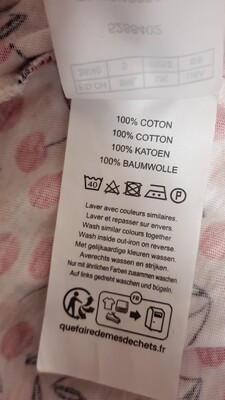 5288402
100% COTON
100% COTTON
100% KATOEN
100% BAUMWOLLE
40
P
Laver avec couleurs similaires.
Laver et repasser sur envers.
Wash similar colours together
Wash inside out-iron on reverse.
Met gelijkaardige kleuren wassen.
Averechts wassen en strijken.
Nur mit ähnlichen Farben zusammen waschen
Auf links gedreht waschen und bügeln.
FR
quefairedemesdechets.fr